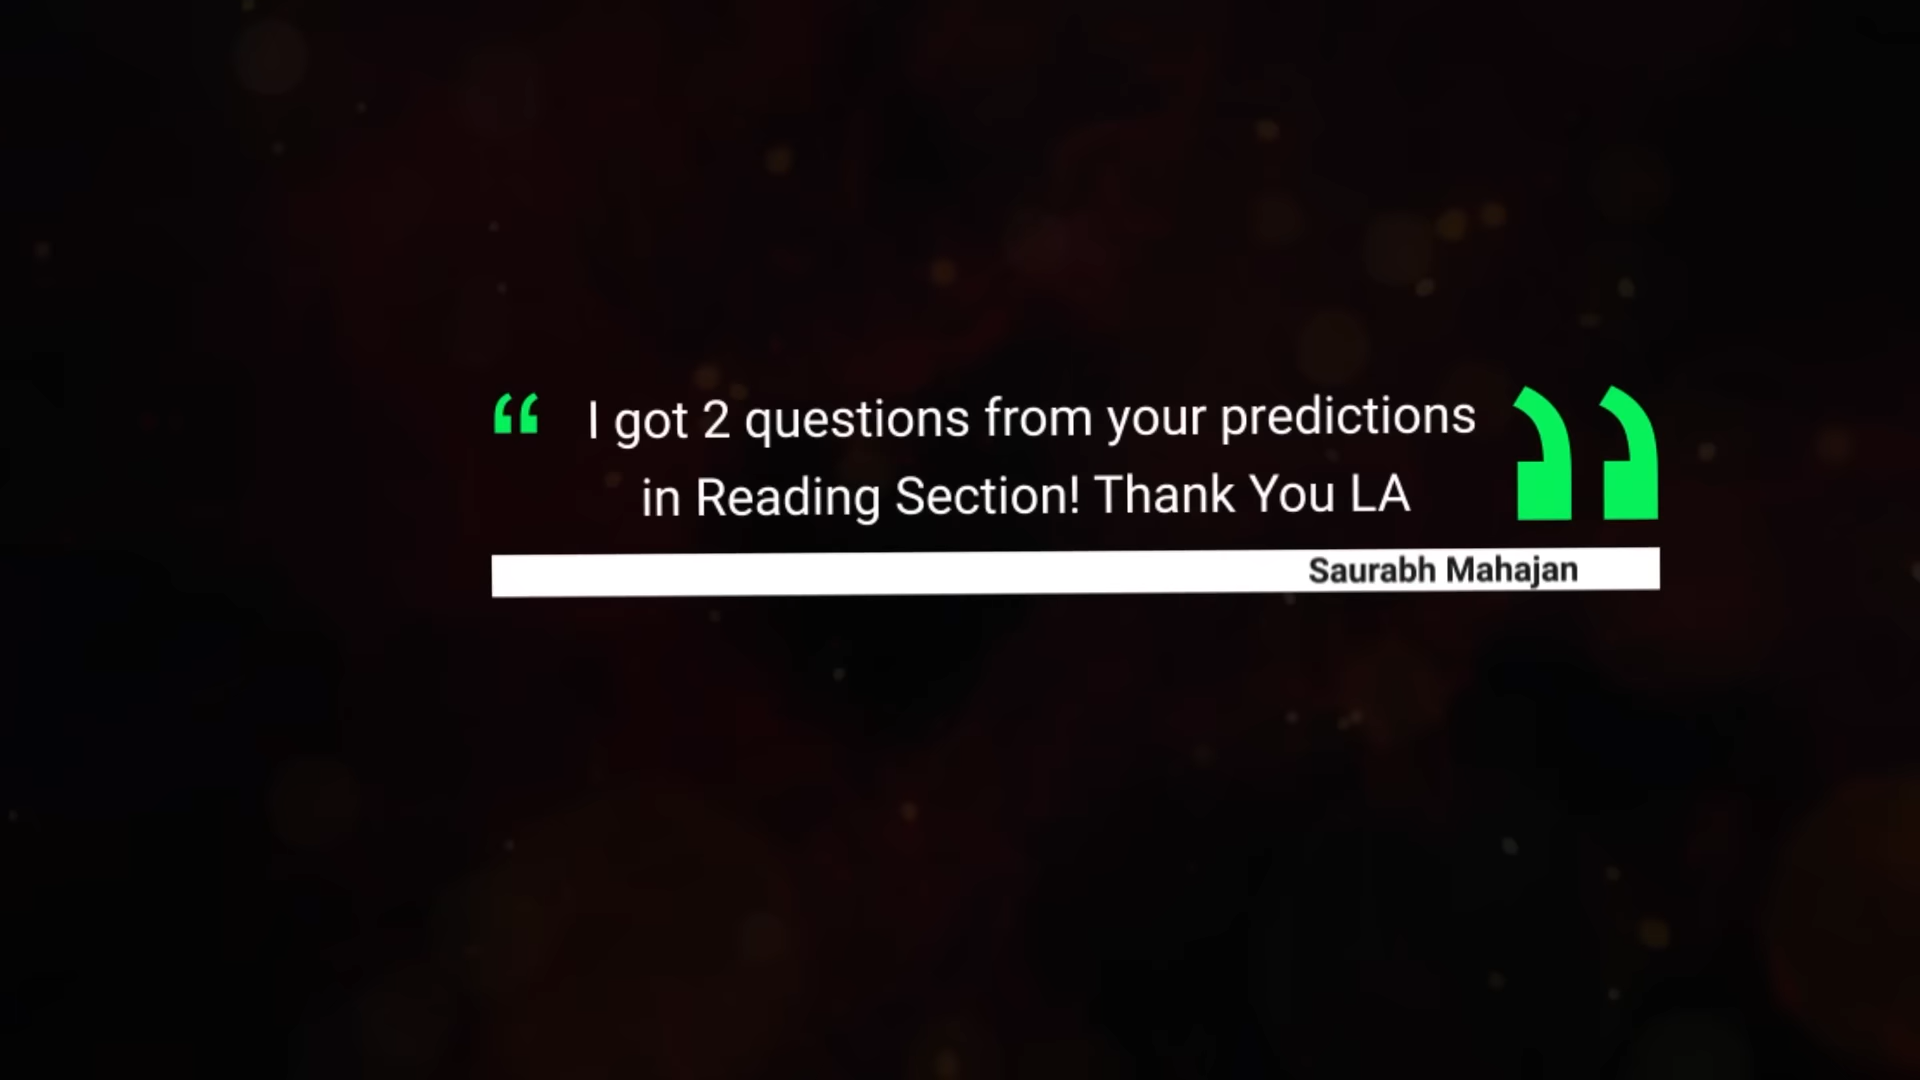 “ I got 2 questions from your predictions
in Reading Section! Thank You LA ”
Saurabh Mahajan